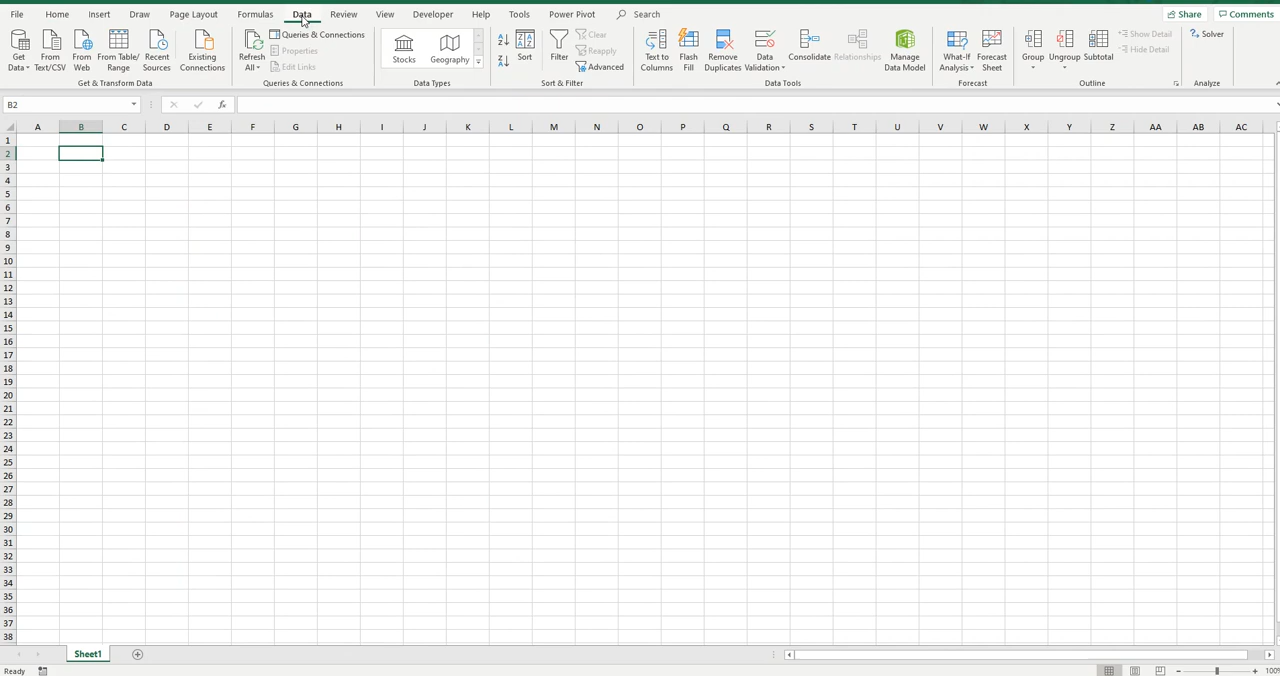 File Home Insert Draw Page Layout Formulas Data Review View Developer Help Tools Power Pivot Search Share Comments
Get Data From Text/CSV From Web From Table/ Range Recent Sources Existing Connections
Get & Transform Data
Refresh All Queries & Connections Properties Edit Links
Queries & Connections
Stocks Geography
Data Types
Sort Filter Clear Reapply Advanced
Sort & Filter
Text to Columns Flash Fill Remove Duplicates Data Validation Consolidate Relationships Manage Data Model
Data Tools
What-If Analysis Forecast Sheet
Forecast
Group Ungroup Subtotal Show Detail Hide Detail
Outline
Solver
Analyze
B2 fx
A B C D E F G H I J K L M N O P Q R S T U V W X Y Z AA AB AC
1
2
3
4
5
6
7
8
9
10
11
12
13
14
15
16
17
18
19
20
21
22
23
24
25
26
27
28
29
30
31
32
33
34
35
36
37
38
Sheet1
Ready 100%